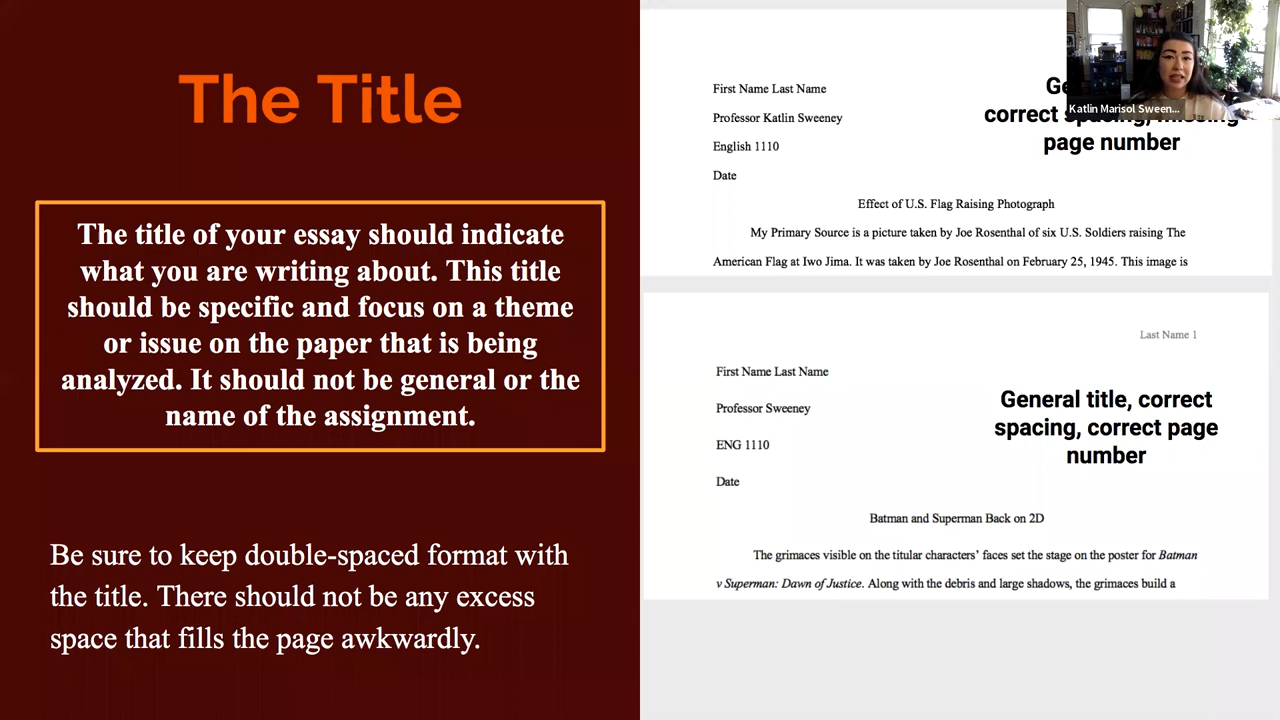 The Title
The title of your essay should indicate
what you are writing about. This title
should be specific and focus on a theme
or issue on the paper that is being
analyzed. It should not be general or the
name of the assignment.
Be sure to keep double-spaced format with
the title. There should not be any excess
space that fills the page awkwardly.
First Name Last Name
Professor Katlin Sweeney
English 1110
Date
Effect of U.S. Flag Raising Photograph
My Primary Source is a picture taken by Joe Rosenthal of six U.S. Soldiers raising The
American Flag at Iwo Jima. It was taken by Joe Rosenthal on February 25, 1945. This image is
correct spacing, missing
page number
Katlin Marisol Sween...
Last Name 1
First Name Last Name
Professor Sweeney
ENG 1110
Date
Batman and Superman Back on 2D
The grimaces visible on the titular characters' faces set the stage on the poster for Batman
v Superman: Dawn of Justice. Along with the debris and large shadows, the grimaces build a
General title, correct
spacing, correct page
number